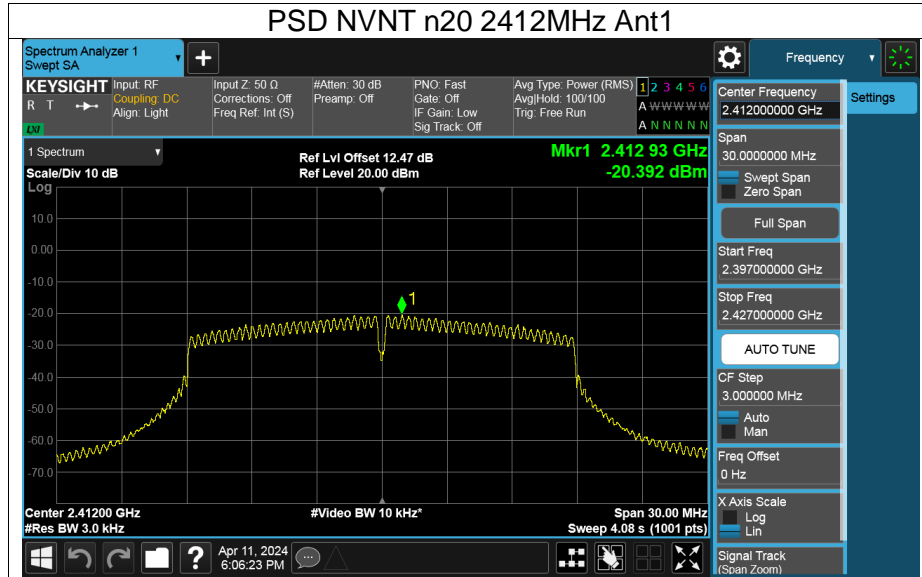 PSD NVNT n20 2412MHz Ant1
Spectrum Analyzer 1
Swept SA
+
Frequency
KEYSIGHT
R T
LXI
Input: RF
Coupling: DC
Align: Light
Input Z: 50 Ω
Corrections: Off
Freq Ref: Int (S)
#Atten: 30 dB
Preamp: Off
PNO: Fast
Gate: Off
IF Gain: Low
Sig Track: Off
Avg Type: Power (RMS)
Avg|Hold: 100/100
Trig: Free Run
1 2 3 4 5 6
A W W W W W
A N N N N N
1 Spectrum
Scale/Div 10 dB
Ref Lvl Offset 12.47 dB
Ref Level 20.00 dBm
Mkr1 2.412 93 GHz
-20.392 dBm
Log
10.0
0.00
-10.0
-20.0
-30.0
-40.0
-50.0
-60.0
-70.0
1
Center 2.41200 GHz
#Video BW 10 kHz*
Span 30.00 MHz
#Res BW 3.0 kHz
Sweep 4.08 s (1001 pts)
?
Apr 11, 2024
6:06:23 PM
Center Frequency
2.412000000 GHz
Settings
Span
30.0000000 MHz
Swept Span
Zero Span
Full Span
Start Freq
2.397000000 GHz
Stop Freq
2.427000000 GHz
AUTO TUNE
CF Step
3.000000 MHz
Auto
Man
Freq Offset
0 Hz
X Axis Scale
Log
Lin
Signal Track
(Span Zoom)